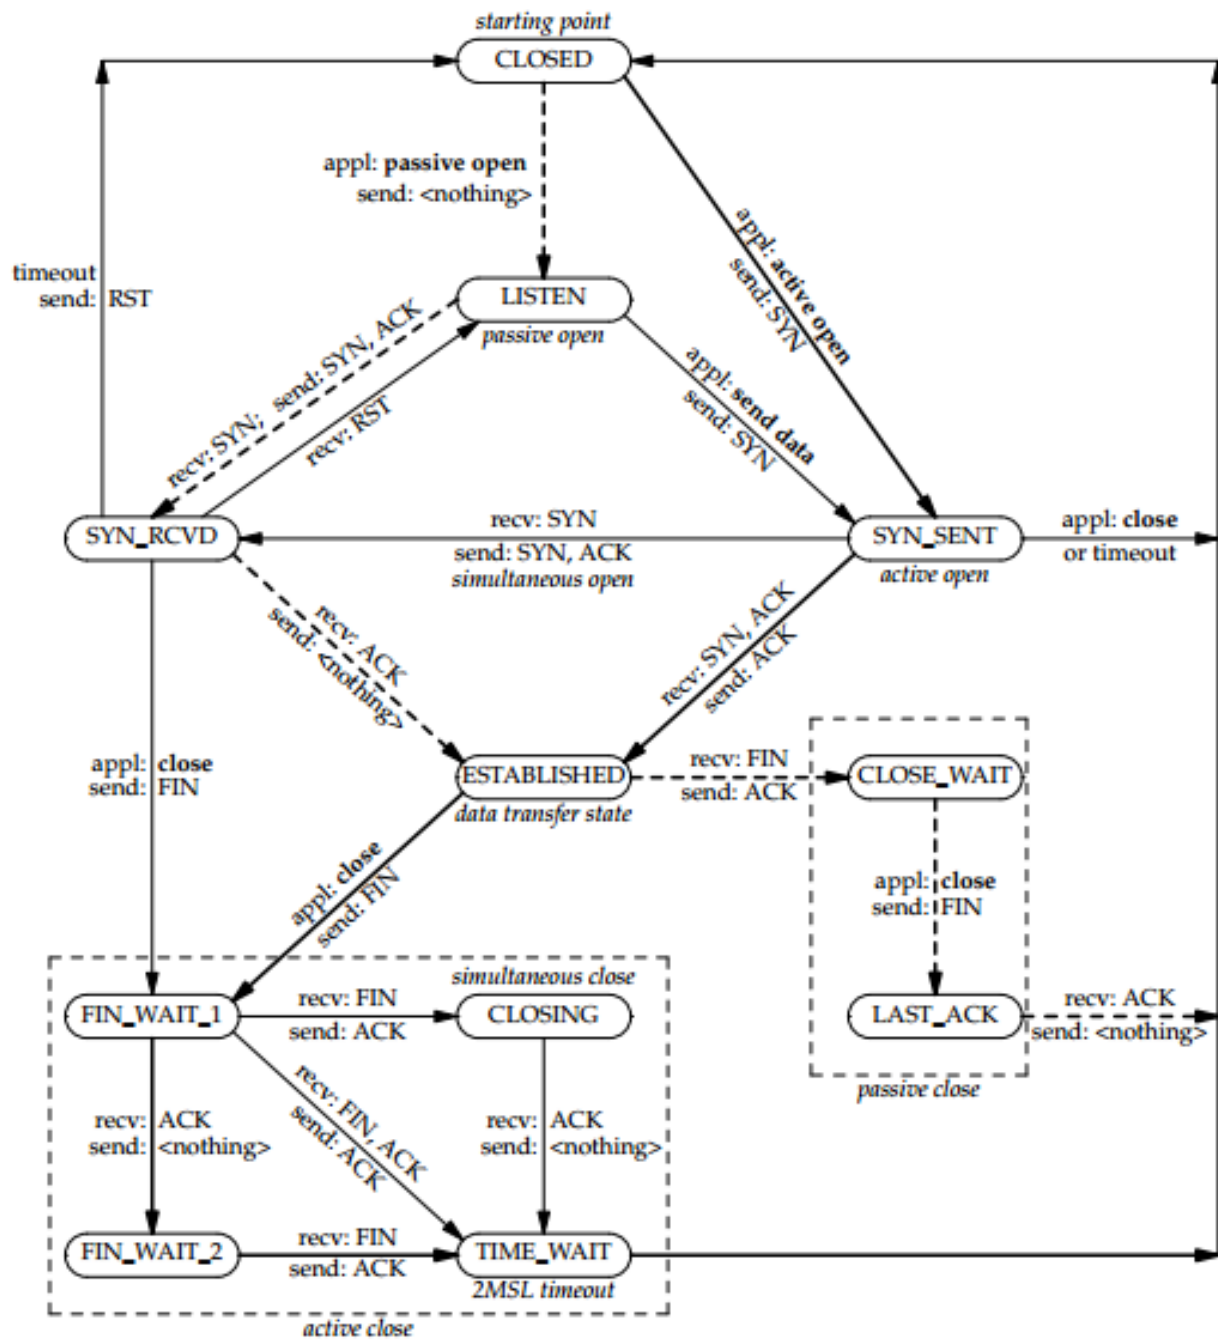 starting point
CLOSED
appl: passive open
send: <nothing>
appl: active open
send: SYN
timeout
send: RST
LISTEN
passive open
recv: SYN; send: SYN, ACK
recv: RST
appl: send data
send: SYN
SYN_RCVD
recv: SYN
send: SYN, ACK
simultaneous open
SYN_SENT
active open
appl: close
or timeout
recv: ACK
send: <nothing>
recv: SYN, ACK
send: ACK
appl: close
send: FIN
ESTABLISHED
data transfer state
recv: FIN
send: ACK
CLOSE_WAIT
appl: close
send: FIN
appl: close
send: FIN
simultaneous close
FIN_WAIT_1
recv: FIN
send: ACK
CLOSING
LAST_ACK
recv: ACK
send: <nothing>
passive close
recv: ACK
send: <nothing>
recv: FIN, ACK
send: ACK
recv: ACK
send: <nothing>
FIN_WAIT_2
recv: FIN
send: ACK
TIME_WAIT
2MSL timeout
active close